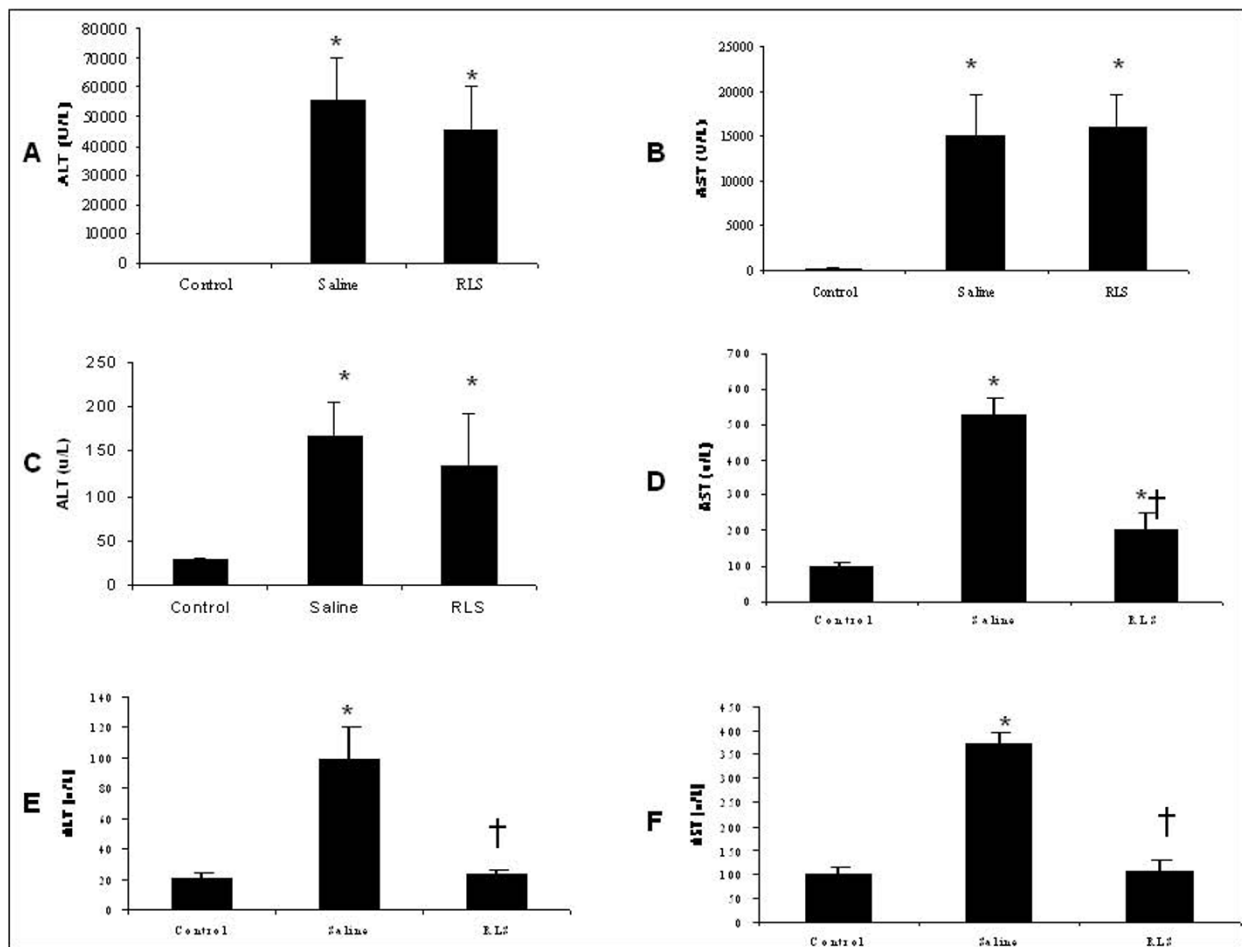 A
ALT (U/L)
80000
70000
60000
50000
40000
30000
20000
10000
0
* *
Control Saline RLS
B
AST (U/L)
25000
20000
15000
10000
5000
0
* *
Control Saline RLS
C
ALT (u/L)
250
200
150
100
50
0
* *
Control Saline RLS
D
AST (u/L)
700
600
500
400
300
200
100
0
* *†
Control Saline RLS
E
ALT [u/L]
140
120
100
80
60
40
20
0
* †
Control Saline RLS
F
AST [u/L]
450
400
350
300
250
200
150
100
50
0
* †
Control Saline RLS